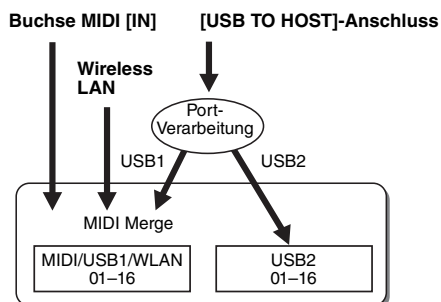 Buchse MIDI [IN]
[USB TO HOST]-Anschluss
Wireless
LAN
Port-
Verarbeitung
USB1
USB2
MIDI Merge
MIDI/USB1/WLAN
01–16
USB2
01–16